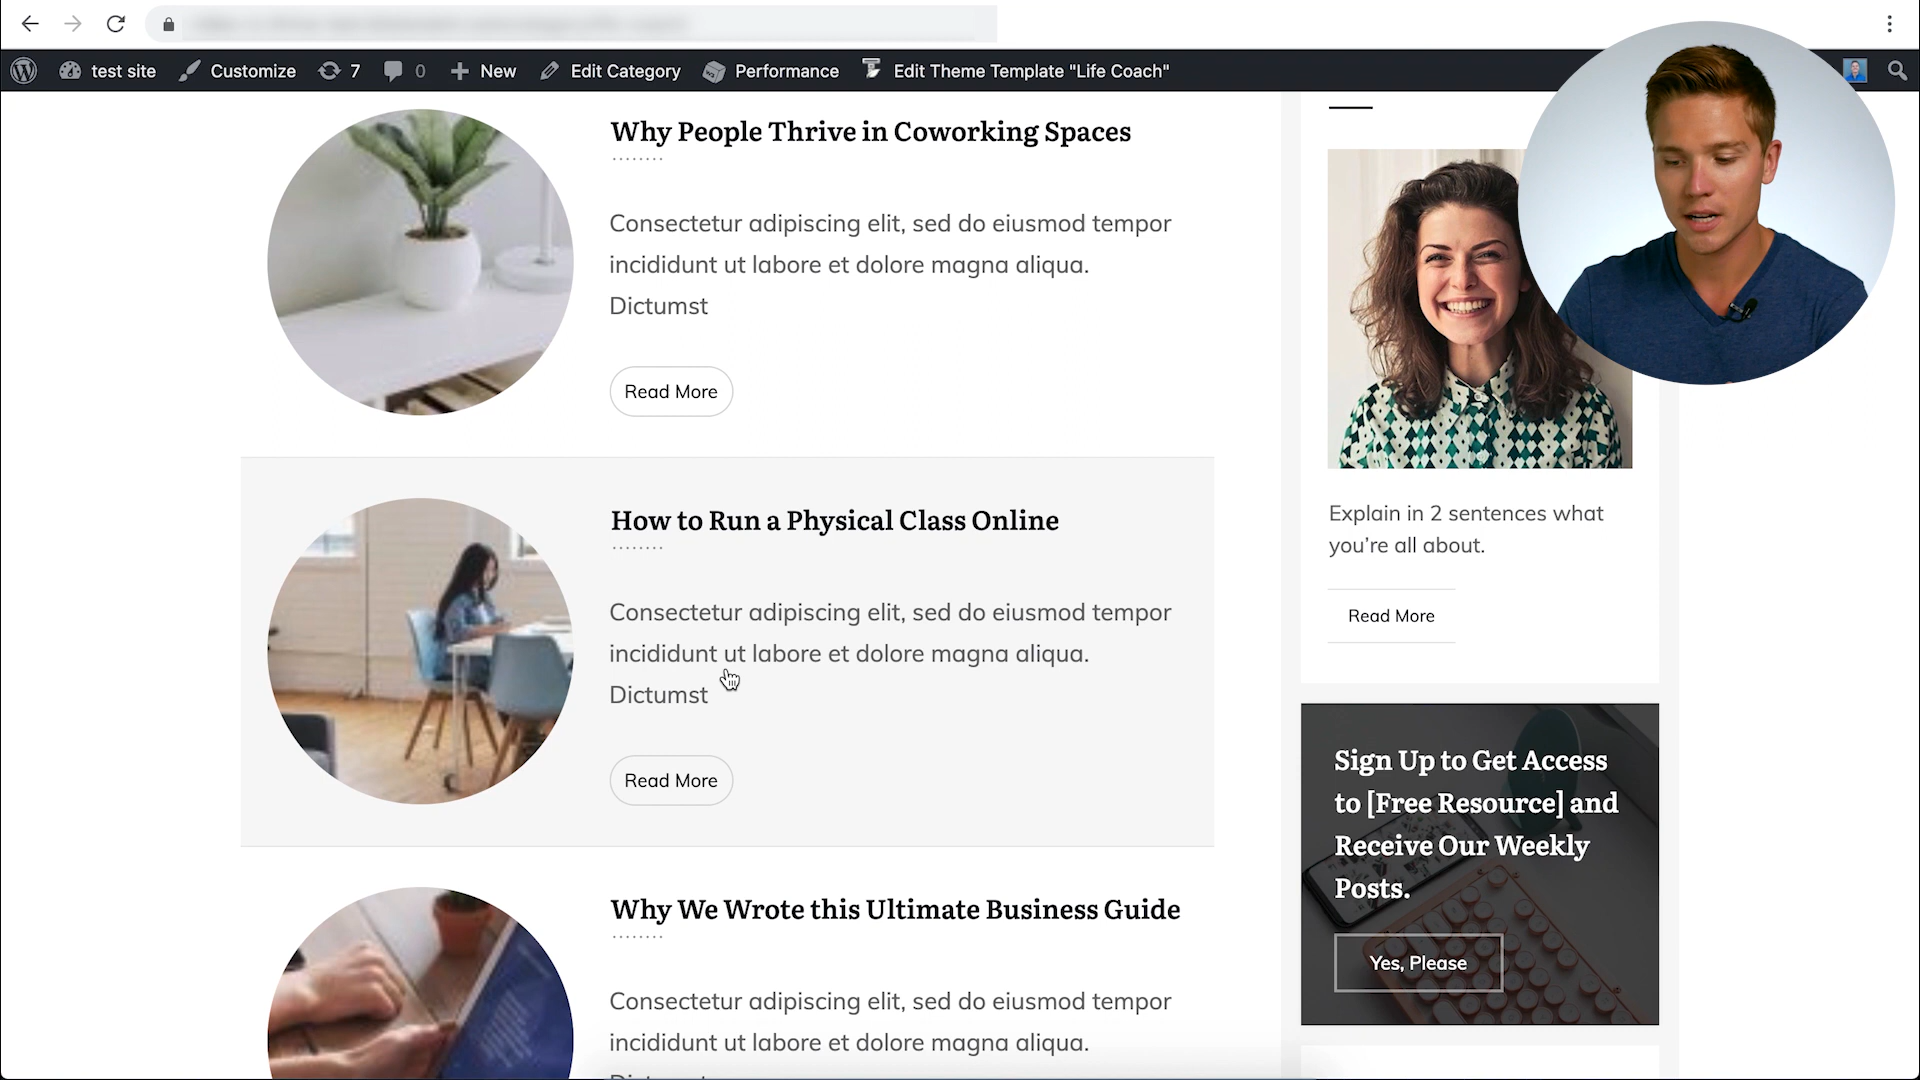 test site
Customize
7
0
New
Edit Category
Performance
Edit Theme Template "Life Coach"
Why People Thrive in Coworking Spaces
Consectetur adipiscing elit, sed do eiusmod tempor
incididunt ut labore et dolore magna aliqua.
Dictumst
Read More
How to Run a Physical Class Online
Consectetur adipiscing elit, sed do eiusmod tempor
incididunt ut labore et dolore magna aliqua.
Dictumst
Read More
Why We Wrote this Ultimate Business Guide
Consectetur adipiscing elit, sed do eiusmod tempor
incididunt ut labore et dolore magna aliqua.
Explain in 2 sentences what
you're all about.
Read More
Sign Up to Get Access
to [Free Resource] and
Receive Our Weekly
Posts.
Yes, Please